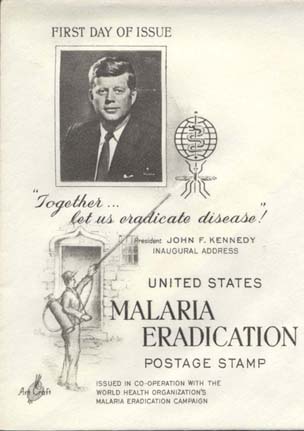 FIRST DAY OF ISSUE
"Together...
let us eradicate disease!"
President JOHN F. KENNEDY
INAUGURAL ADDRESS
UNITED STATES
MALARIA
ERADICATION
POSTAGE STAMP
Art Craft
ISSUED IN CO-OPERATION WITH THE
WORLD HEALTH ORGANIZATION'S
MALARIA ERADICATION CAMPAIGN